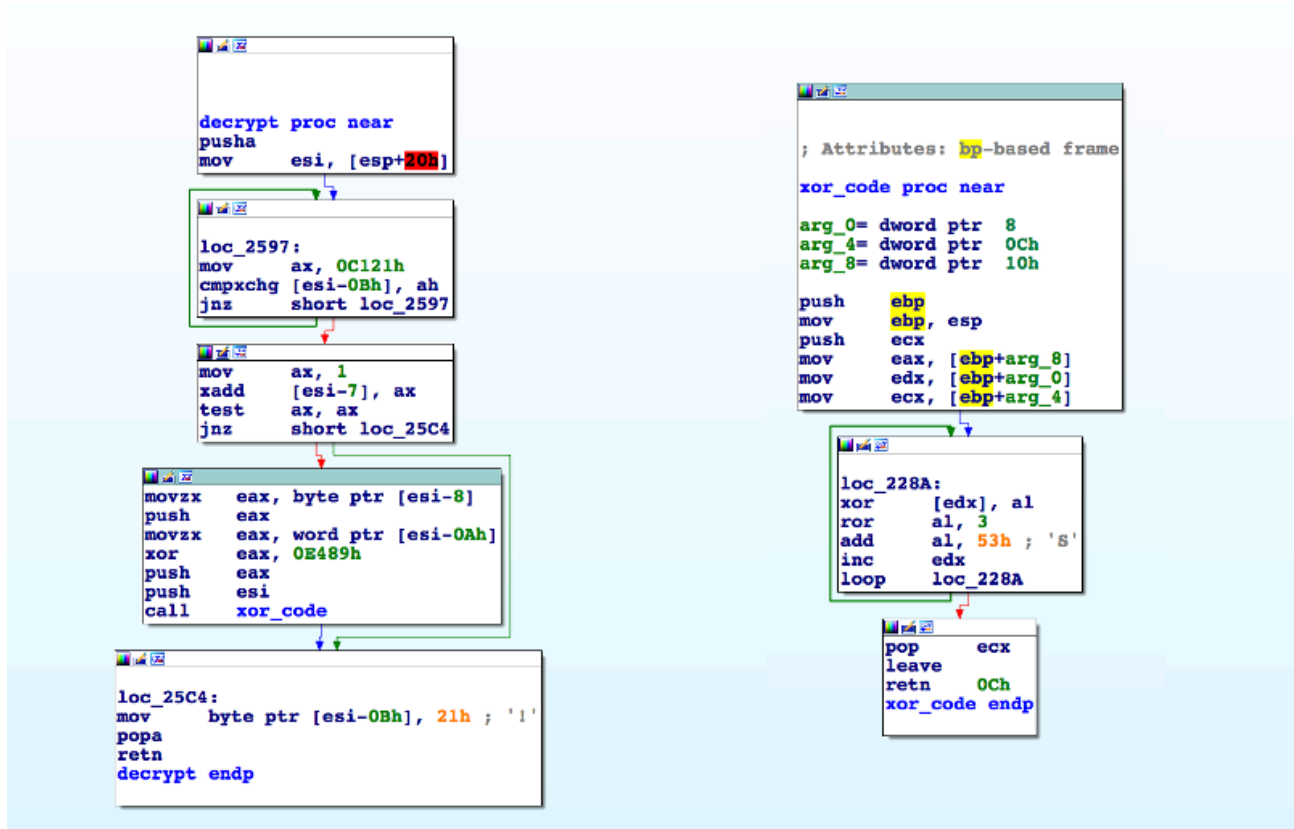 decrypt proc near
pusha
mov esi, [esp+20h]
loc_2597:
mov ax, 0C121h
cmpxchg [esi-0Bh], ah
jnz short loc_2597
mov ax, 1
xadd [esi-7], ax
test ax, ax
jnz short loc_25C4
movzx eax, byte ptr [esi-8]
push eax
movzx eax, word ptr [esi-0Ah]
xor eax, 0E489h
push eax
push esi
call xor_code
loc_25C4:
mov byte ptr [esi-0Bh], 21h ; '!'
popa
retn
decrypt endp
; Attributes: bp-based frame
xor_code proc near
arg_0= dword ptr 8
arg_4= dword ptr 0Ch
arg_8= dword ptr 10h
push ebp
mov ebp, esp
push ecx
mov eax, [ebp+arg_8]
mov edx, [ebp+arg_0]
mov ecx, [ebp+arg_4]
loc_228A:
xor [edx], al
ror al, 3
add al, 53h ; 'S'
inc edx
loop loc_228A
pop ecx
leave
retn 0Ch
xor_code endp